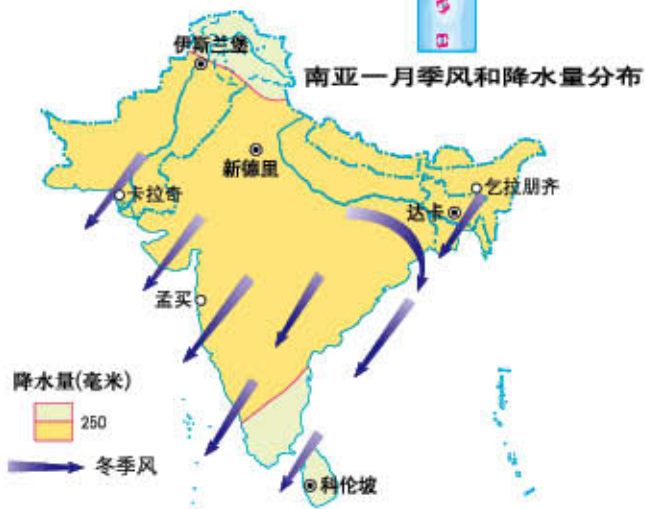 伊斯兰堡
南亚一月季风和降水量分布
新德里
卡拉奇
乞拉朋齐
达卡
孟买
降水量(毫米)
250
冬季风
科伦坡